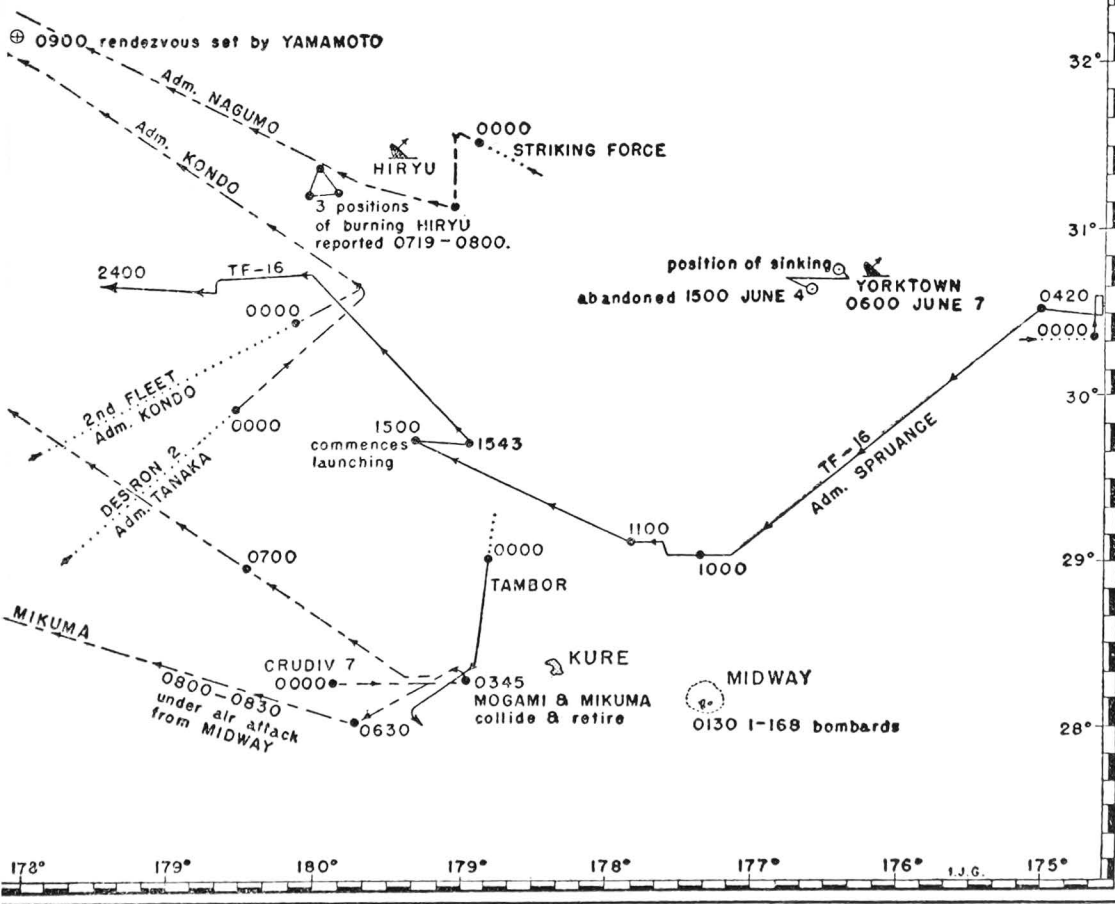 0900 rendezvous set by YAMAMOTO
32°
Adm. NAGUMO
Adm. KONDO
0000
STRIKING FORCE
HIRYU
3 positions
of burning HIRYU
reported 0719-0800.
31°
position of sinking
abandoned 1500 JUNE 4
YORKTOWN
0600 JUNE 7
2400
TF-16
0420
0000
0000
2nd. FLEET
Adm. KONDO
30°
0000
1500
commences
launching
1543
DESRON 2
Adm. TANAKA
TF-16
Adm. SPRUANCE
1100
1000
0000
TAMBOR
29°
0700
MIKUMA
KURE
MIDWAY
CRUDIV 7
0000
0345
MOGAMI & MIKUMA
collide & retire
0800-0830
under air attack
from MIDWAY
0630
0130 I-168 bombards
28°
178° 179° 180° 179° 178° 177° 176° 175°
I.J.G.